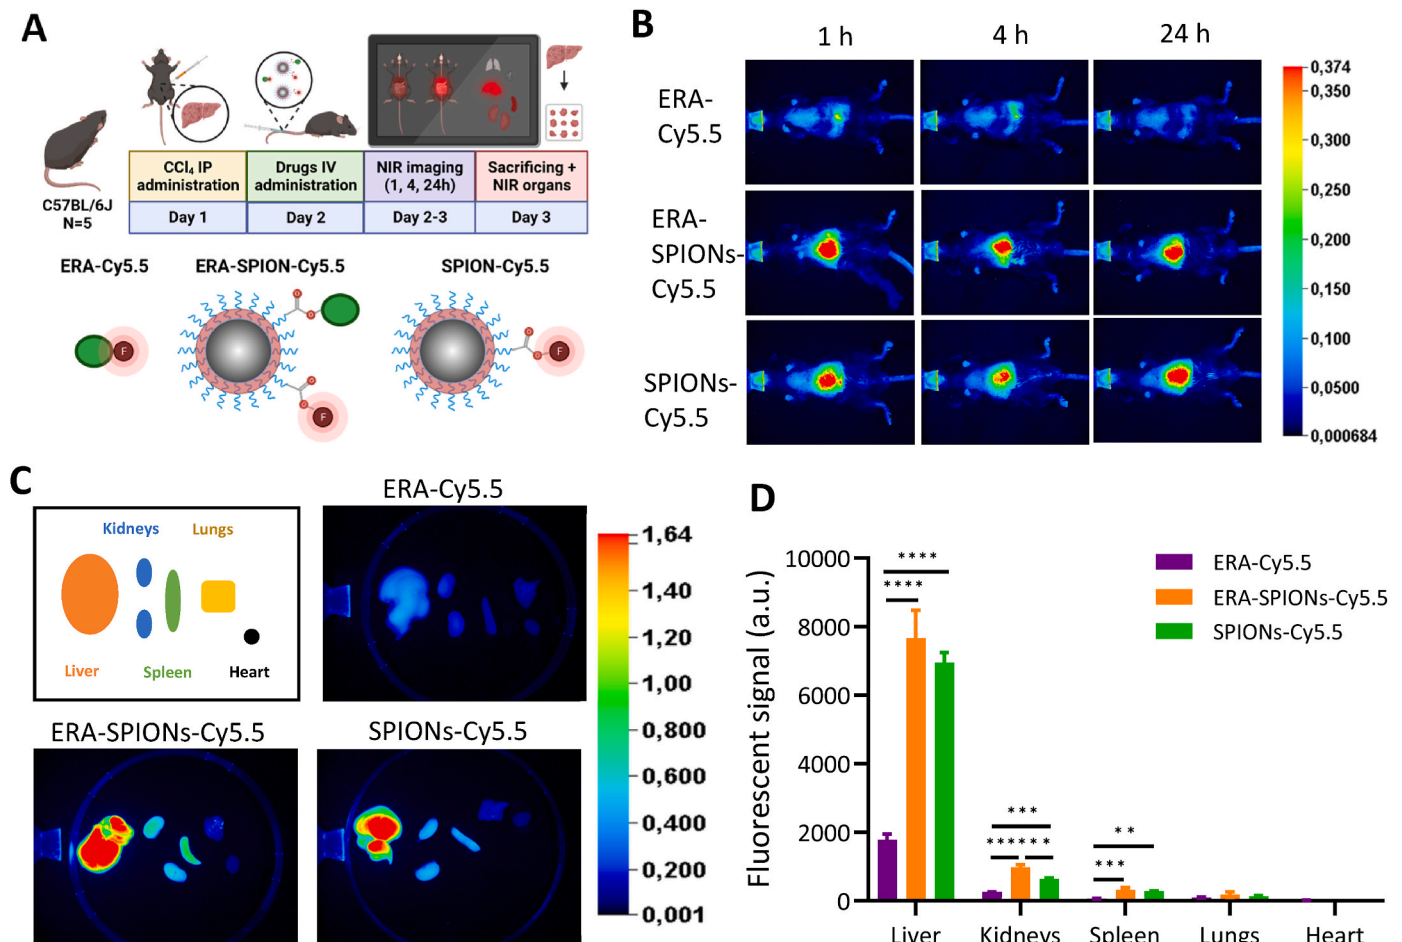 A
CCl₄ IP
administration
Drugs IV
administration
NIR imaging
(1, 4, 24h)
Sacrificing +
NIR organs
Day 1
Day 2
Day 2-3
Day 3
C57BL/6J
N=5
ERA-Cy5.5
ERA-SPION-Cy5.5
SPION-Cy5.5
F
O
O
O
O
F
O
O
F
B
1 h
4 h
24 h
ERA-
Cy5.5
ERA-
SPIONs-
Cy5.5
SPIONs-
Cy5.5
0,374
0,350
0,300
0,250
0,200
0,150
0,100
0,0500
0,000684
C
Kidneys
Lungs
Liver
Spleen
Heart
ERA-Cy5.5
ERA-SPIONs-Cy5.5
SPIONs-Cy5.5
1,64
1,40
1,20
1,00
0,800
0,600
0,400
0,200
0,001
D
Fluorescent signal (a.u.)
10000
8000
6000
4000
2000
0
****
****
***
******
**
***
ERA-Cy5.5
ERA-SPIONs-Cy5.5
SPIONs-Cy5.5
Liver
Kidneys
Spleen
Lungs
Heart